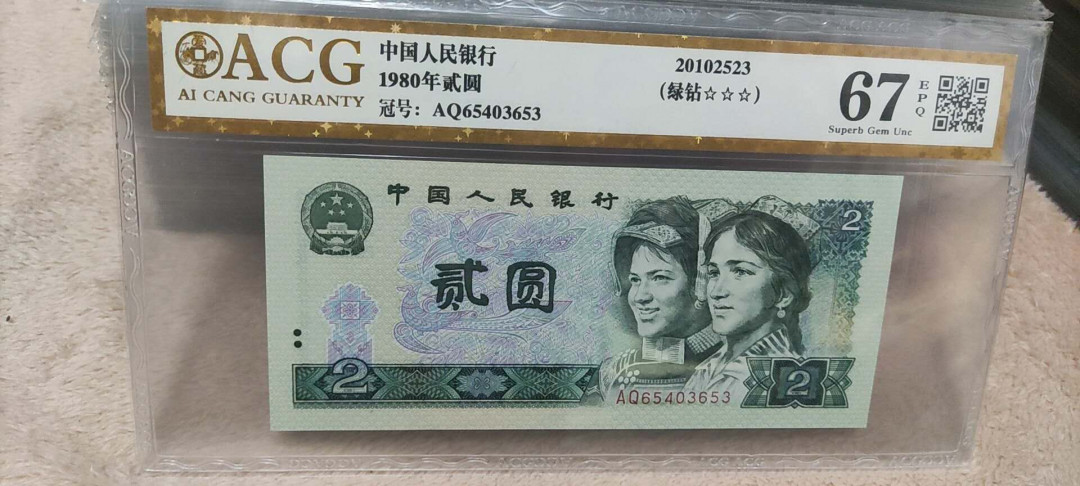 ACG
AI CANG GUARANTY
中国人民银行
1980年贰圆
冠号: AQ65403653
20102523
(绿钻☆☆☆)
67
EPQ
Superb Gem Unc
中国人民银行
2
贰圆
2
2
AQ65403653